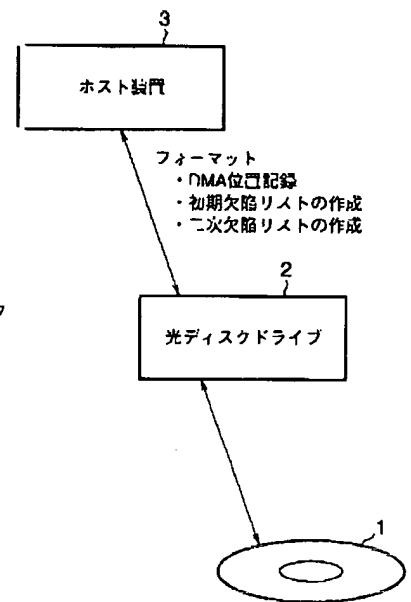 3
ホスト装置
フォーマット
・DMA位置記録
・初期欠陥リストの作成
・二次欠陥リストの作成
2
光ディスクドライブ
1